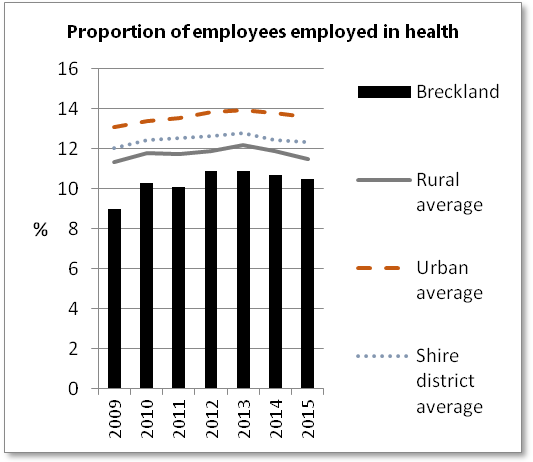 Proportion of employees employed in health
16
14
12
10
8
6
4
2
0
%
2009
2010
2011
2012
2013
2014
2015
Breckland
Rural
average
Urban
average
Shire
district
average